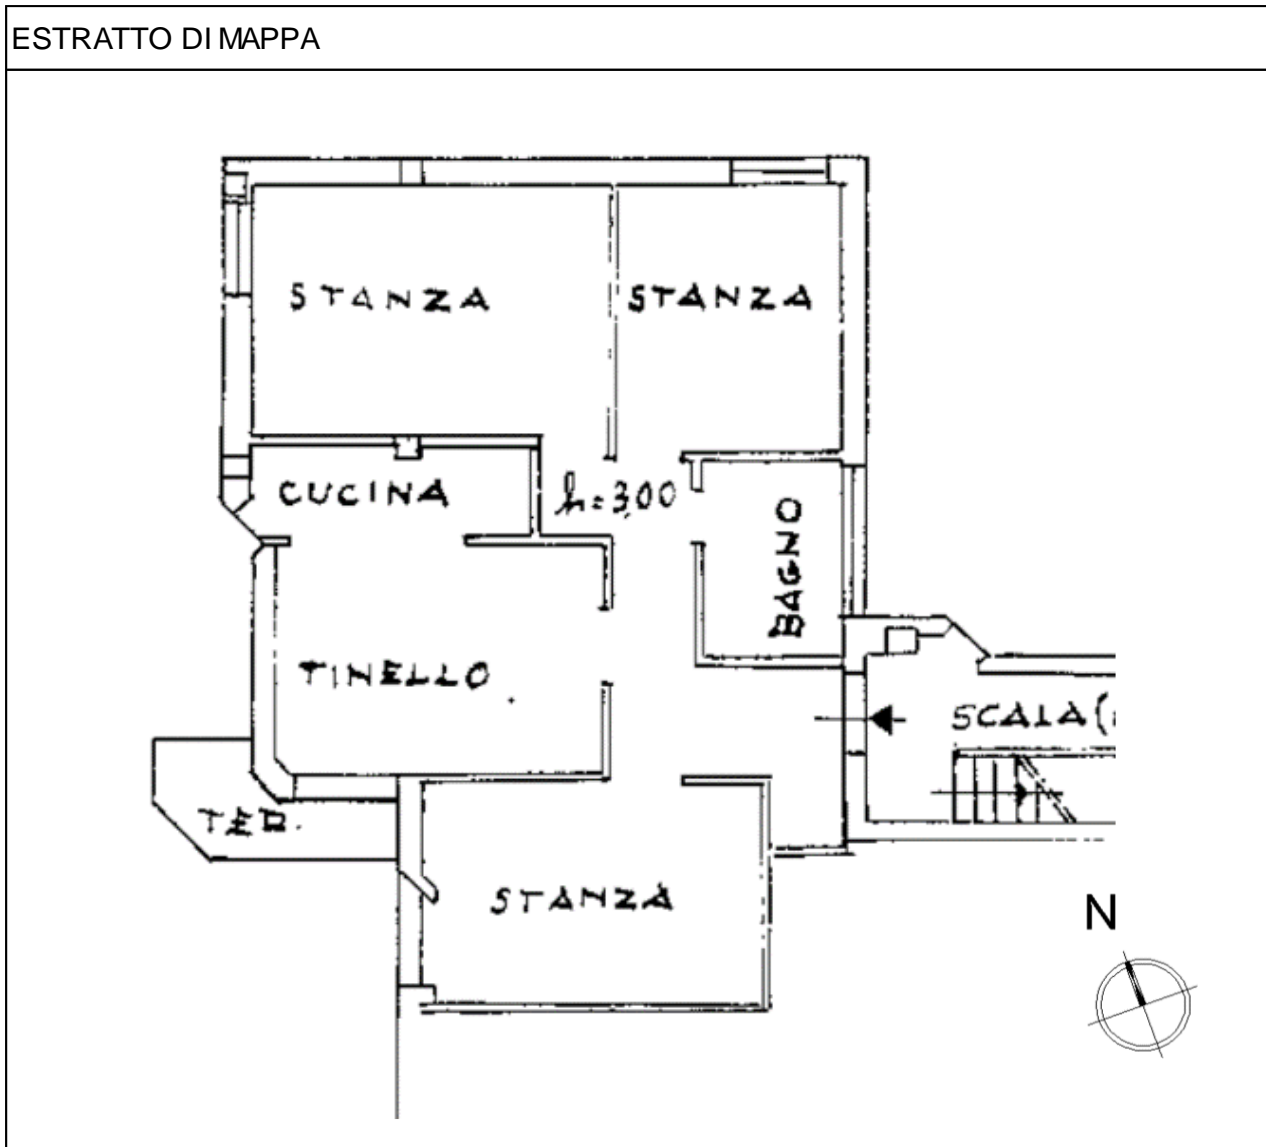 ESTRATTO DI MAPPA
STANZA
STANZA
CUCINA
h=3,00
BAGNO
TINELLO
SCALA (
TER.
STANZA
N